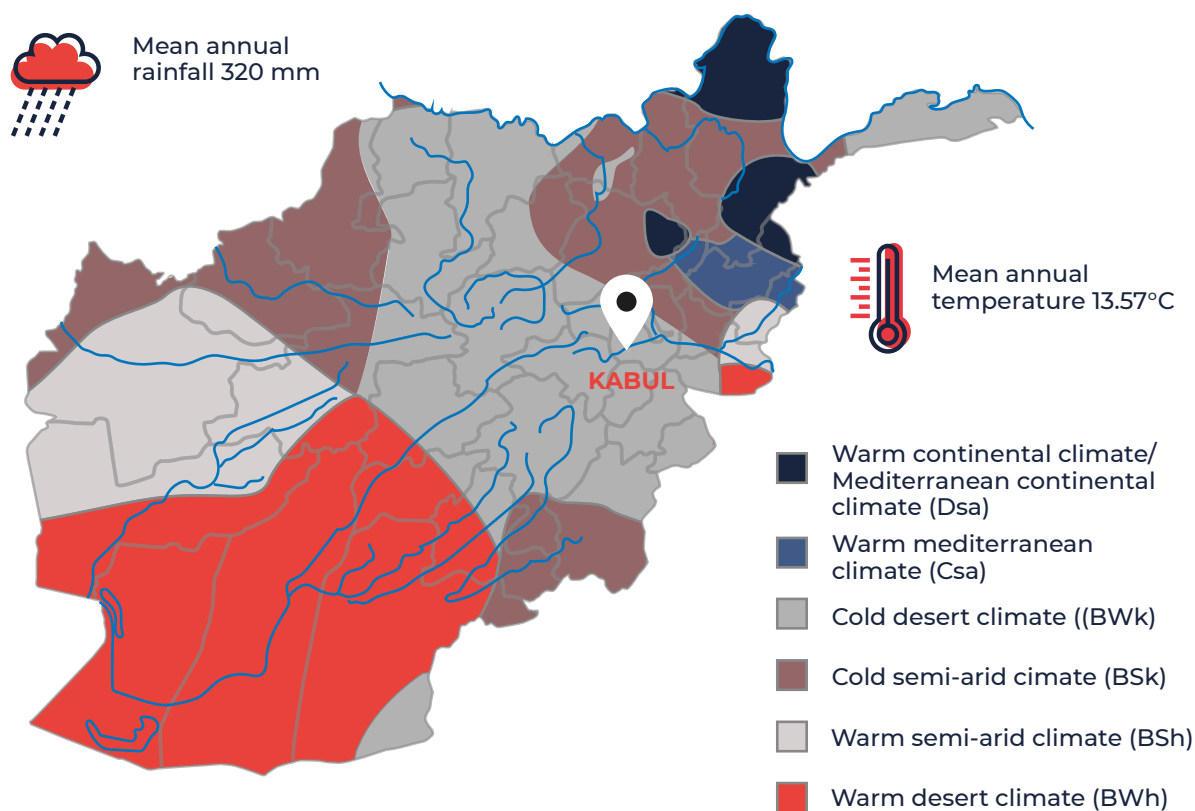 Mean annual
rainfall 320 mm
Mean annual
temperature 13.57°C
KABUL
Warm continental climate/
Mediterranean continental
climate (Dsa)
Warm mediterranean
climate (Csa)
Cold desert climate ((BWk)
Cold semi-arid cimate (BSk)
Warm semi-arid climate (BSh)
Warm desert climate (BWh)